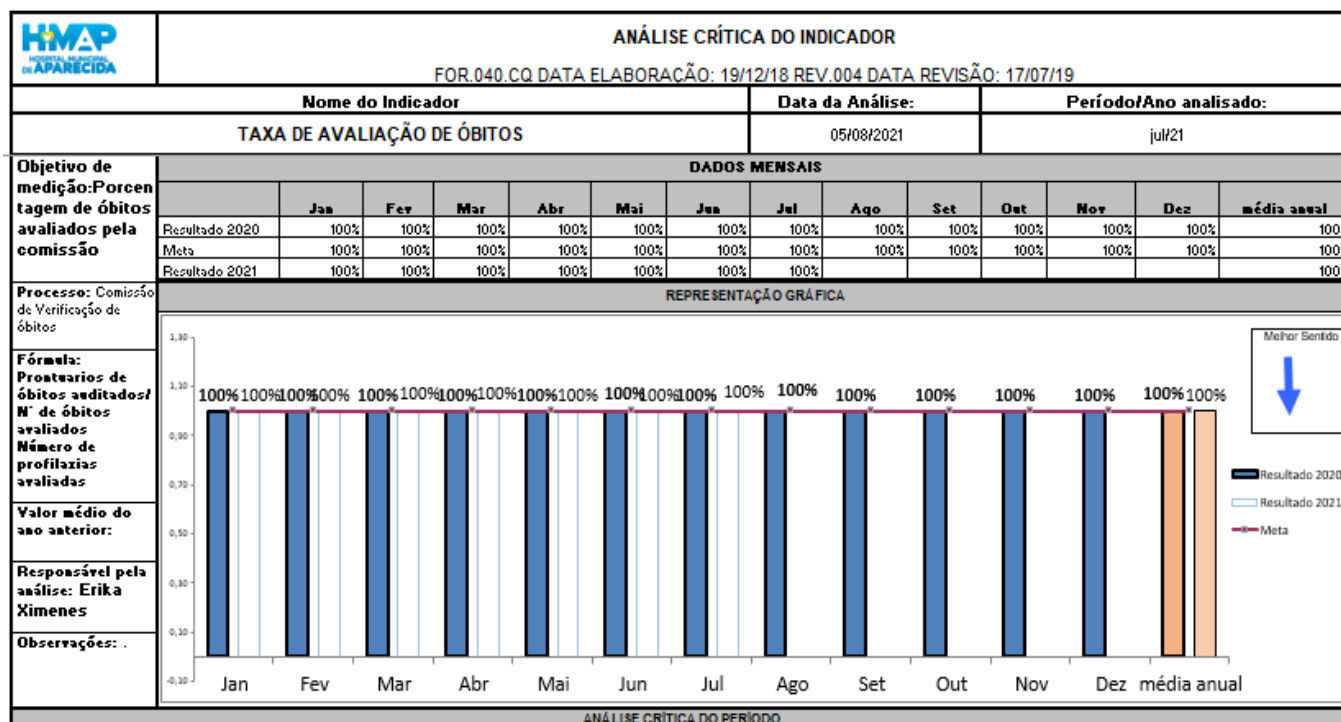 HMAP
HOSPITAL MUNICIPAL
DE APARECIDA
ANÁLISE CRÍTICA DO INDICADOR
FOR.040.CQ DATA ELABORAÇÃO: 19/12/18 REV.004 DATA REVISÃO: 17/07/19
Nome do Indicador Data da Análise: Período/Ano analisado:
TAXA DE AVALIAÇÃO DE ÓBITOS 05/08/2021 jul/21
Objetivo de
medição:Porcen
tagem de óbitos
avaliados pela
comissão
DADOS MENSAIS
Jan Fev Mar Abr Mai Jun Jul Ago Set Out Nov Dez média anual
Resultado 2020 100% 100% 100% 100% 100% 100% 100% 100% 100% 100% 100% 100% 100
Meta 100% 100% 100% 100% 100% 100% 100% 100% 100% 100% 100% 100% 100
Resultado 2021 100% 100% 100% 100% 100% 100% 100% 100
Processo: Comissão
de Verificação de
óbitos
Fórmula:
Prontuarios de
óbitos auditados/
N° de óbitos
avaliados
Número de
profilaxias
avaliadas
Valor médio do
ano anterior:
Responsável pela
análise: Erika
Ximenes
Observações: .
REPRESENTAÇÃO GRÁFICA
1,30
1,10
0,90
0,70
0,50
0,30
0,10
-0,10
100% 100% 100% 100% 100% 100% 100% 100% 100% 100% 100% 100% 100% 100% 100% 100% 100% 100% 100% 100% 100%
Jan Fev Mar Abr Mai Jun Jul Ago Set Out Nov Dez média anual
Melhor Sentido
Resultado 2020
Resultado 2021
Meta
ANÁLISE CRÍTICA DO PERÍODO